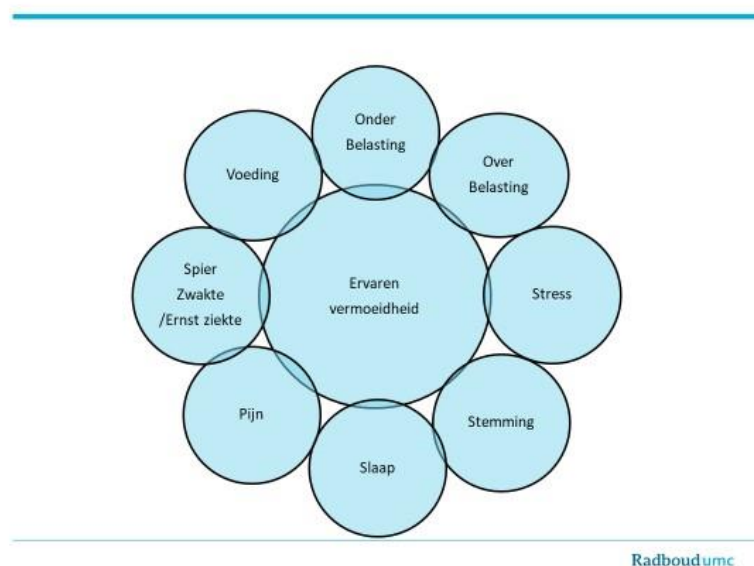 Onder
Belasting
Over
Belasting
Voeding
Spier
Zwakte
/Ernst ziekte
Ervaren
vermoeidheid
Stress
Pijn
Stemming
Slaap
Radboudumc